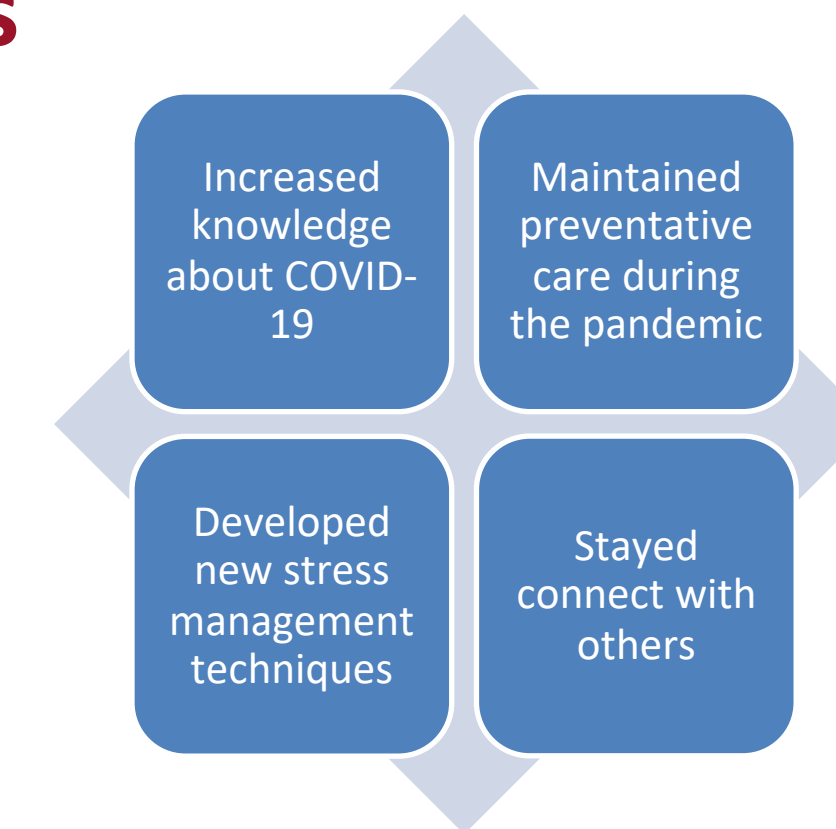 s
Increased
knowledge
about COVID-
19
Maintained
preventative
care during
the pandemic
Developed
new stress
management
techniques
Stayed
connect with
others